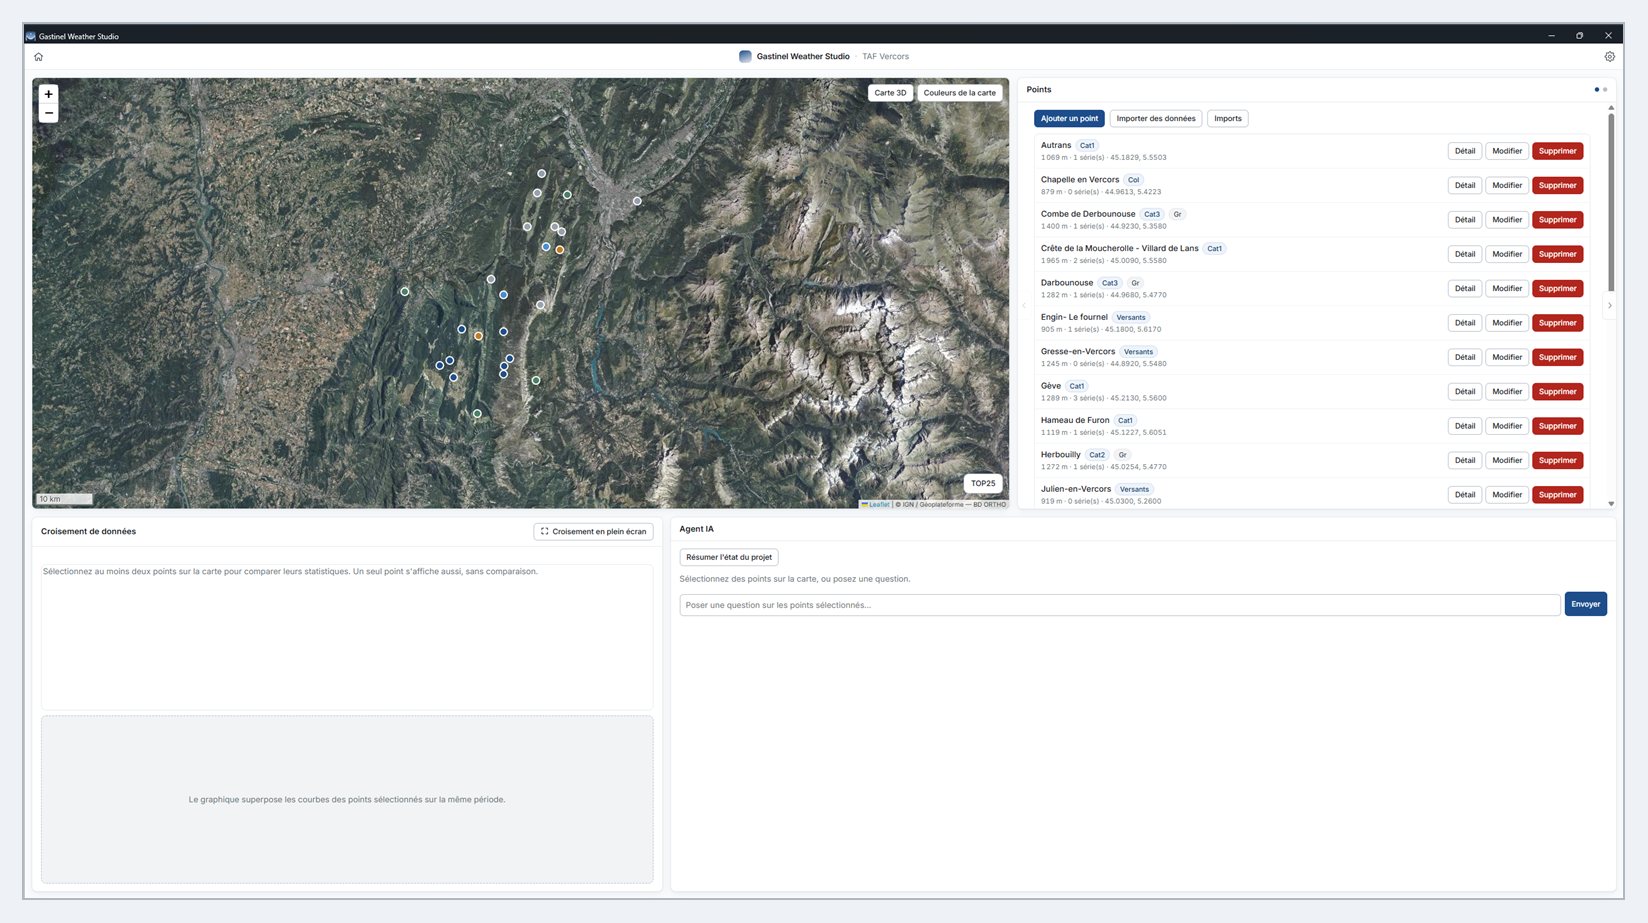 Gastinel Weather Studio
Gastinel Weather Studio TAF Vercors
+
−
Carte 3D
Couleurs de la carte
10 km
TOP25
Leaflet | © IGN / Géoplateforme — BD ORTHO
Points
Ajouter un point
Importer des données
Imports
Autrans Cat1
1 069 m · 1 série(s) · 45.1829, 5.5503
Détail Modifier Supprimer
Chapelle en Vercors Col
879 m · 0 série(s) · 44.9613, 5.4223
Détail Modifier Supprimer
Combe de Derbounouse Cat3 Gr
1 400 m · 1 série(s) · 44.9230, 5.3580
Détail Modifier Supprimer
Crête de la Moucherolle - Villard de Lans Cat1
1 965 m · 2 série(s) · 45.0090, 5.5580
Détail Modifier Supprimer
Darbounouse Cat3 Gr
1 282 m · 1 série(s) · 44.9680, 5.4770
Détail Modifier Supprimer
Engin- Le fournel Versants
905 m · 1 série(s) · 45.1800, 5.6170
Détail Modifier Supprimer
Gresse-en-Vercors Versants
1 245 m · 0 série(s) · 44.8920, 5.5480
Détail Modifier Supprimer
Gève Cat1
1 289 m · 3 série(s) · 45.2130, 5.5600
Détail Modifier Supprimer
Hameau de Furon Cat1
1 119 m · 1 série(s) · 45.1227, 5.6051
Détail Modifier Supprimer
Herbouilly Cat2 Gr
1 272 m · 1 série(s) · 45.0254, 5.4770
Détail Modifier Supprimer
Julien-en-Vercors Versants
919 m · 0 série(s) · 45.0300, 5.2600
Détail Modifier Supprimer
Croisement de données
Croisement en plein écran
Sélectionnez au moins deux points sur la carte pour comparer leurs statistiques. Un seul point s'affiche aussi, sans comparaison.
Le graphique superpose les courbes des points sélectionnés sur la même période.
Agent IA
Résumer l'état du projet
Sélectionnez des points sur la carte, ou posez une question.
Poser une question sur les points sélectionnés...
Envoyer